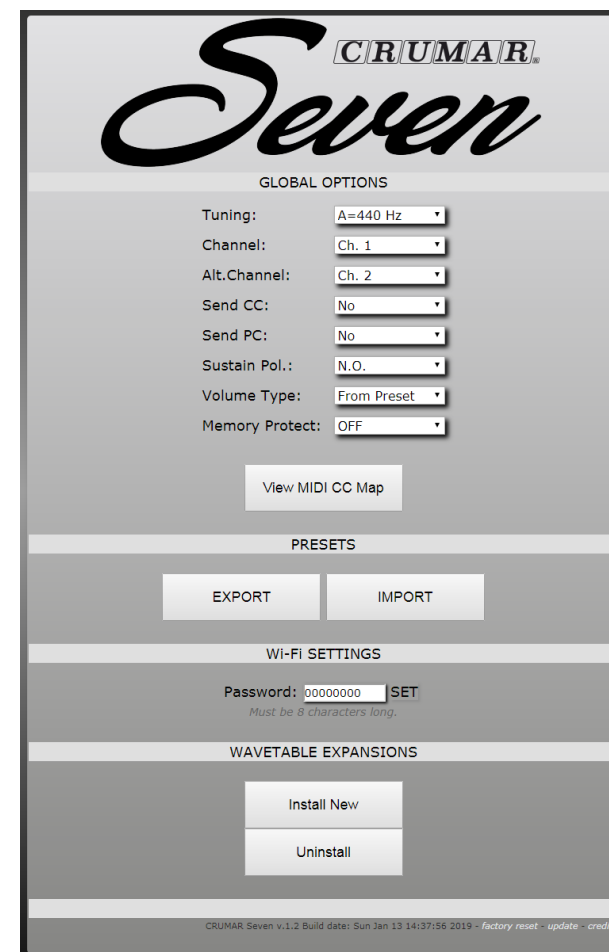 CRUMAR
Seven
GLOBAL OPTIONS
Tuning: A=440 Hz
Channel: Ch. 1
Alt.Channel: Ch. 2
Send CC: No
Send PC: No
Sustain Pol.: N.O.
Volume Type: From Preset
Memory Protect: OFF
View MIDI CC Map
PRESETS
EXPORT IMPORT
Wi-Fi SETTINGS
Password: 00000000 SET
Must be 8 characters long.
WAVETABLE EXPANSIONS
Install New
Uninstall
CRUMAR Seven v.1.2 Build date: Sun Jan 13 14:37:56 2019 - factory reset - update - cred